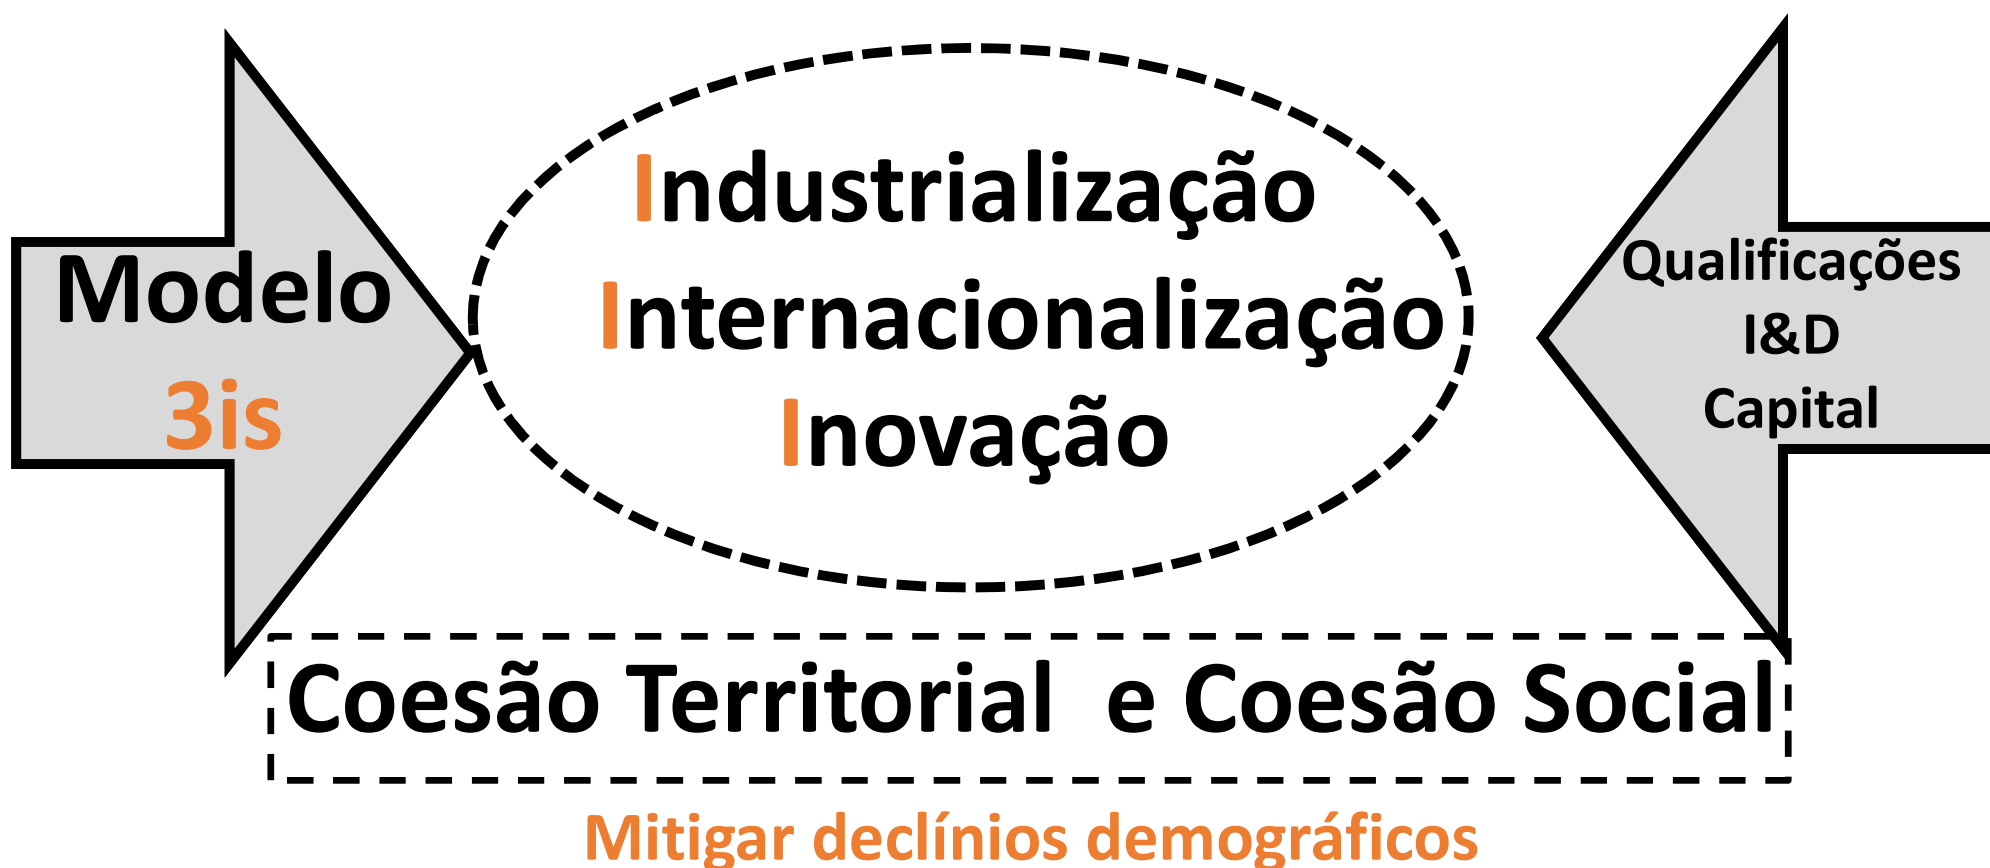 Modelo
3is
Industrialização
Internacionalização
Inovação
Qualificações
I&D
Capital
Coesão Territorial e Coesão Social
Mitigar declínios demográficos